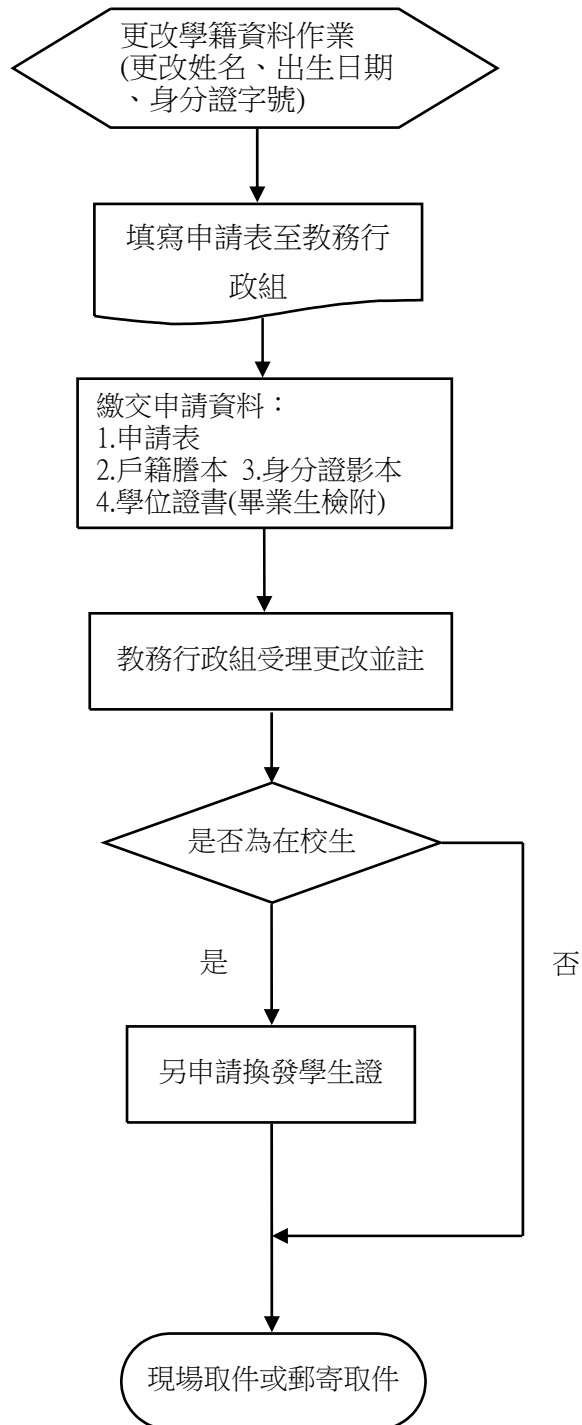 更改學籍資料作業
(更改姓名、出生日期
、身分證字號)
填寫申請表至教務行
政組
繳交申請資料：
1.申請表
2.戶籍謄本 3.身分證影本
4.學位證書(畢業生檢附)
教務行政組受理更改並註
是否為在校生
是
否
另申請換發學生證
現場取件或郵寄取件